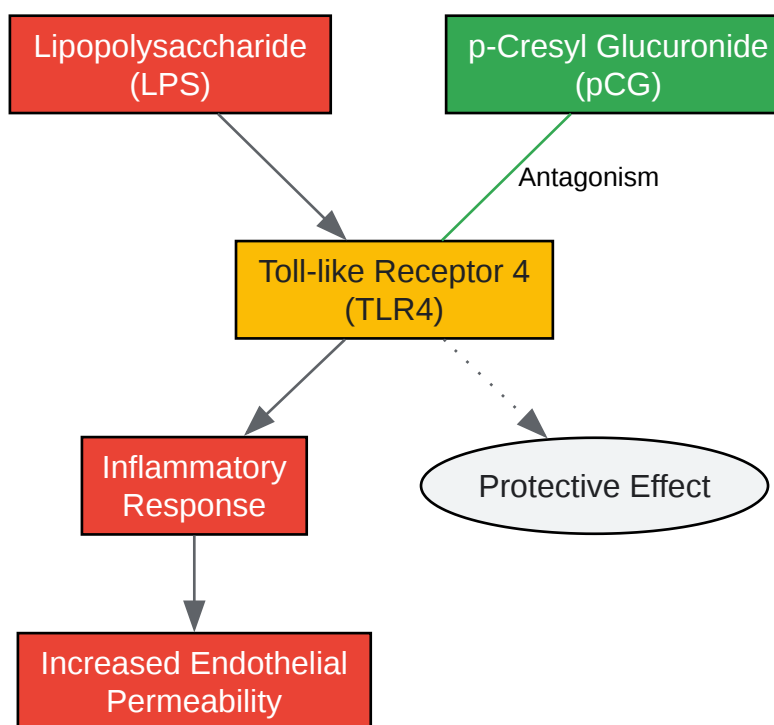 Lipopolysaccharide
(LPS)
p-Cresyl Glucuronide
(pCG)
Antagonism
Toll-like Receptor 4
(TLR4)
Inflammatory
Response
Protective Effect
Increased Endothelial
Permeability